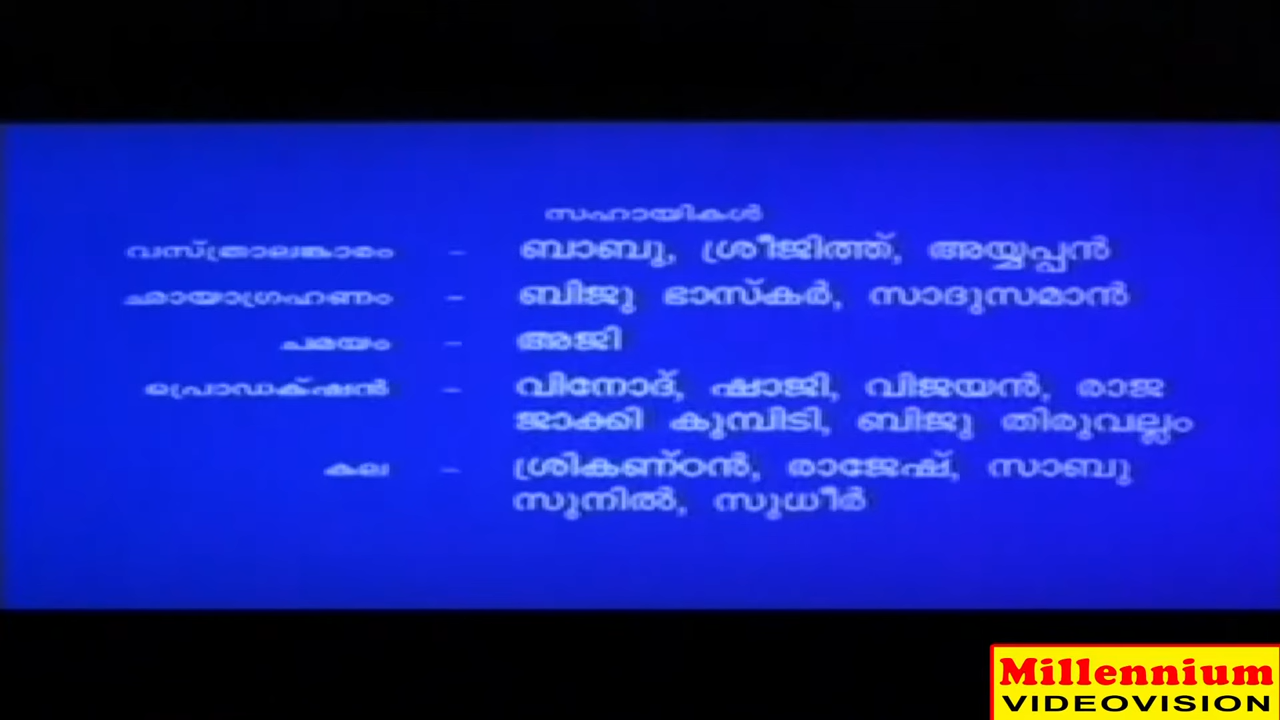 സഹായികൾ
വസ്ത്രാലങ്കാരം - ബാബു, ശ്രീജിത്ത്, അയ്യപ്പൻ
ഛായാഗ്രഹണം - ബിജു ഭാസ്കർ, സാദുസമാൻ
ചമയം - അജി
പ്രൊഡക്ഷൻ - വിനോദ്, ഷാജി, വിജയൻ, രാജ
ജാക്കി കുമ്പിടി, ബിജു തിരുവല്ലം
കല - ശ്രികണ്ഠൻ, രാജേഷ്, സാബു
സുനിൽ, സുധീർ
Millennium
VIDEOVISION